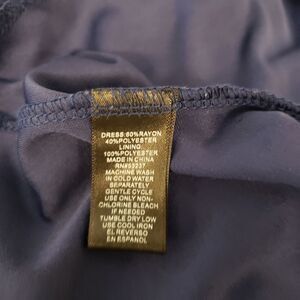 DRESS:60%RAYON
40%POLYESTER
LINING
100%POLYESTER
MADE IN CHINA
RN#59237
MACHINE WASH
IN COLD WATER
SEPARATELY
GENTLE CYCLE
USE ONLY NON-
CHLORINE BLEACH
IF NEEDED
TUMBLE DRY LOW
USE COOL IRON
EL REVERSO
EN ESPANOL